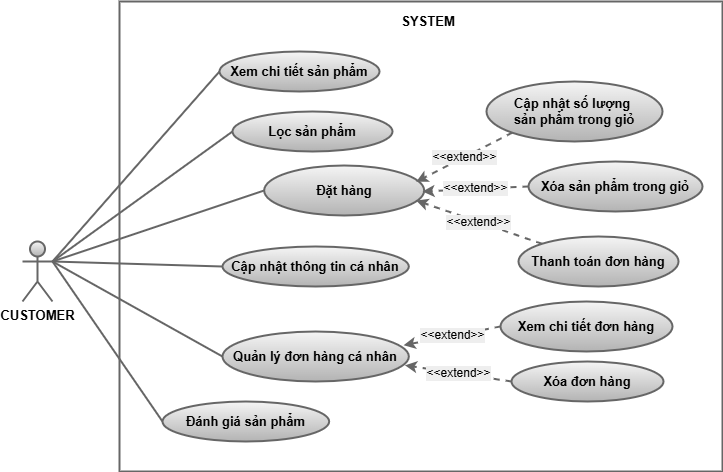 SYSTEM
Xem chi tiết sản phẩm
Cập nhật số lượng
sản phẩm trong giỏ
Lọc sản phẩm
<<extend>>
Đặt hàng
<<extend>>
Xóa sản phẩm trong giỏ
<<extend>>
Thanh toán đơn hàng
Cập nhật thông tin cá nhân
CUSTOMER
Xem chi tiết đơn hàng
<<extend>>
Quản lý đơn hàng cá nhân
<<extend>>
Xóa đơn hàng
Đánh giá sản phẩm